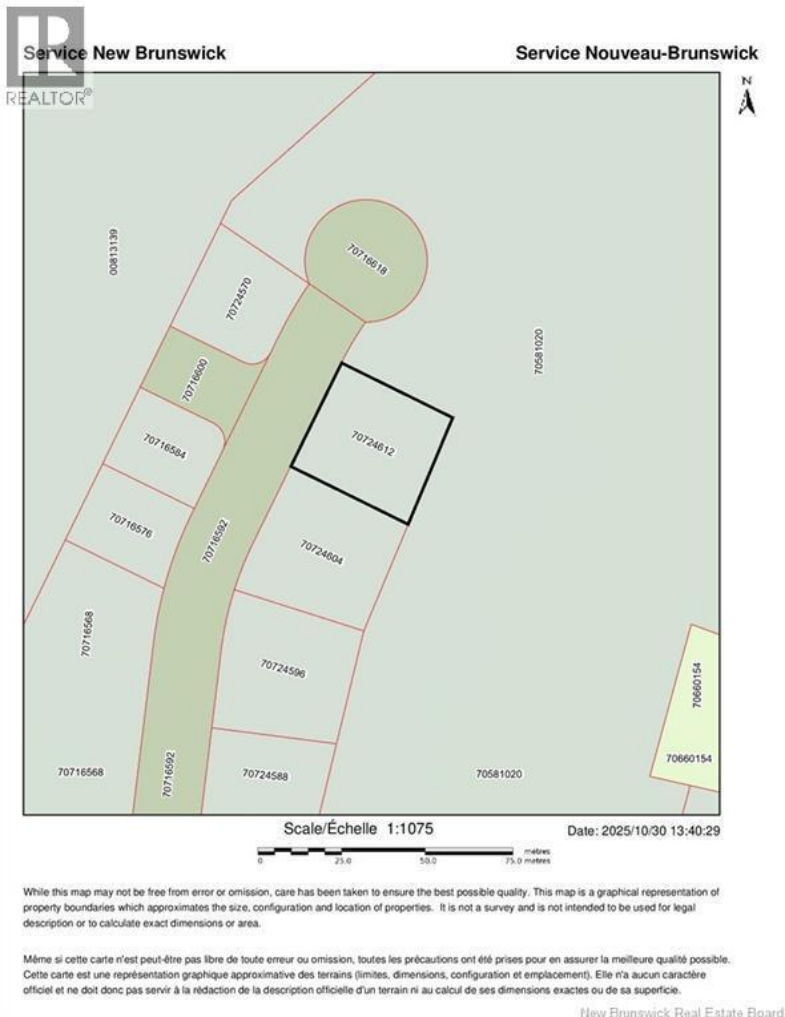 Service New Brunswick
Service Nouveau-Brunswick
REALTOR®
N
00813139
70716618
70724570
70581020
70716600
70724612
70716584
70716576
70716592
70724604
70716568
70724596
70660154
70660154
70716568
70716592
70724588
70581020
Scale/Échelle 1:1075
Date: 2025/10/30 13:40:29
mètres
0 25.0 50.0 75.0 metres
While this map may not be free from error or omission, care has been taken to ensure the best possible quality. This map is a graphical representation of
property boundaries which approximates the size, configuration and location of properties. It is not a survey and is not intended to be used for legal
description or to calculate exact dimensions or area.
Même si cette carte n'est peut-être pas libre de toute erreur ou omission, toutes les précautions ont été prises pour en assurer la meilleure qualité possible.
Cette carte est une représentation graphique approximative des terrains (limites, dimensions, configuration et emplacement). Elle n'a aucun caractère
officiel et ne doit donc pas servir à la rédaction de la description officielle d'un terrain ni au calcul de ses dimensions exactes ou de sa superficie.
New Brunswick Real Estate Board